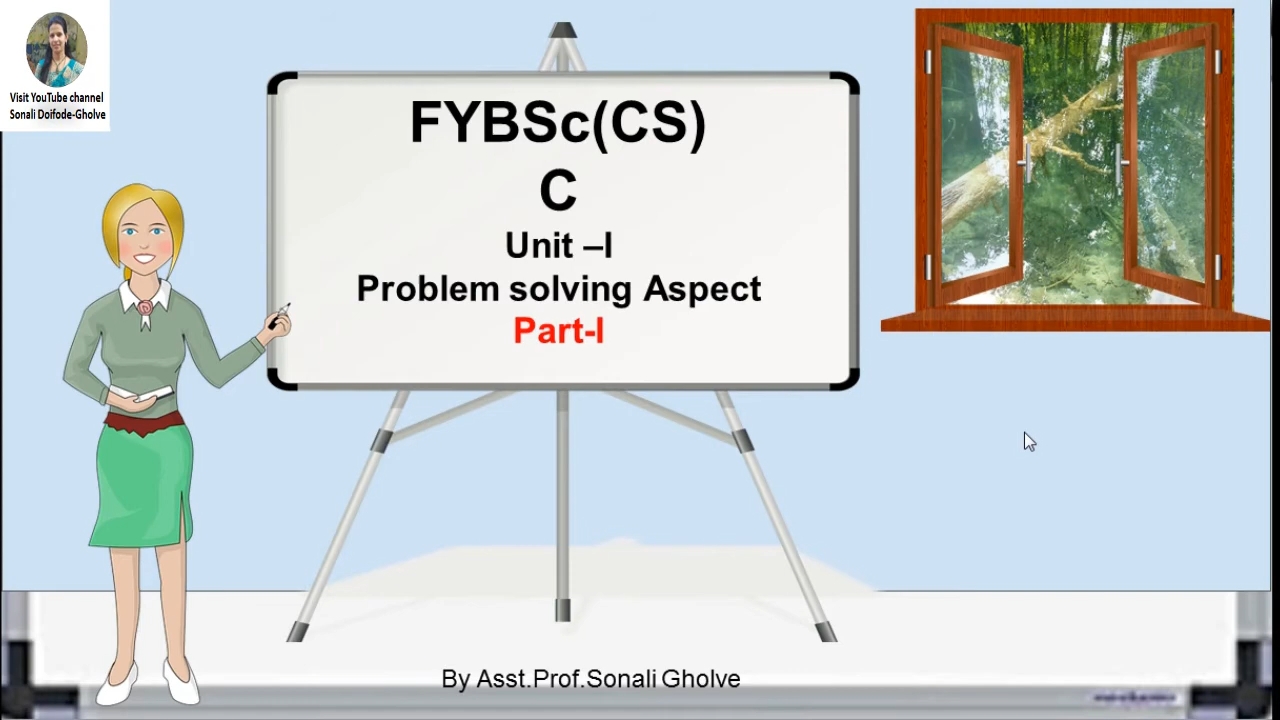 Visit YouTube channel
Sonali Doifode-Gholve
FYBSc(CS)
C
Unit –I
Problem solving Aspect
Part-I
By Asst.Prof.Sonali Gholve